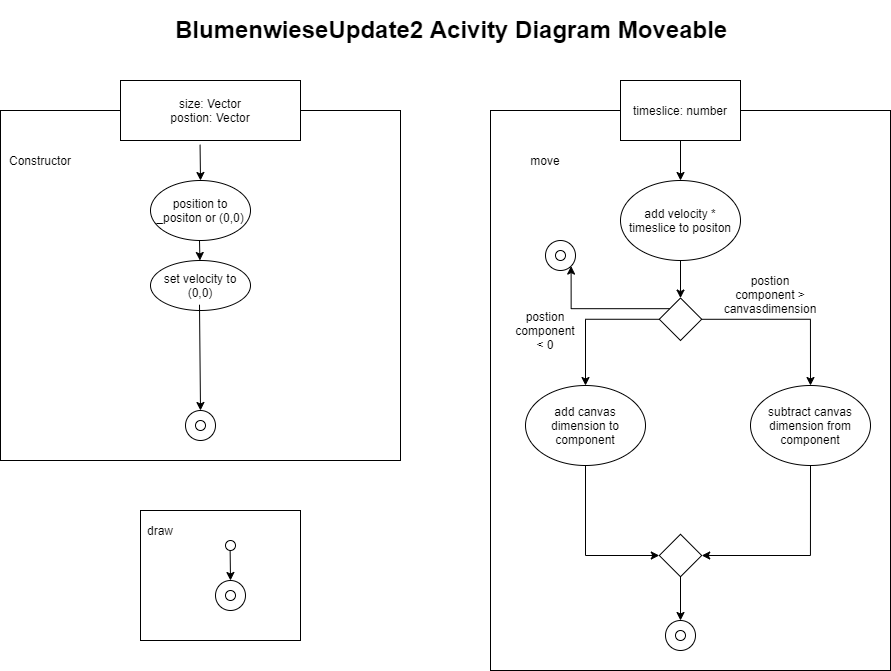 BlumenwieseUpdate2 Acivity Diagram Moveable
size: Vector
postion: Vector
Constructor
position to
_positon or (0,0)
set velocity to
(0,0)
draw
timeslice: number
move
add velocity *
timeslice to positon
postion
component >
canvasdimension
postion
component
< 0
add canvas
dimension to
component
subtract canvas
dimension from
component